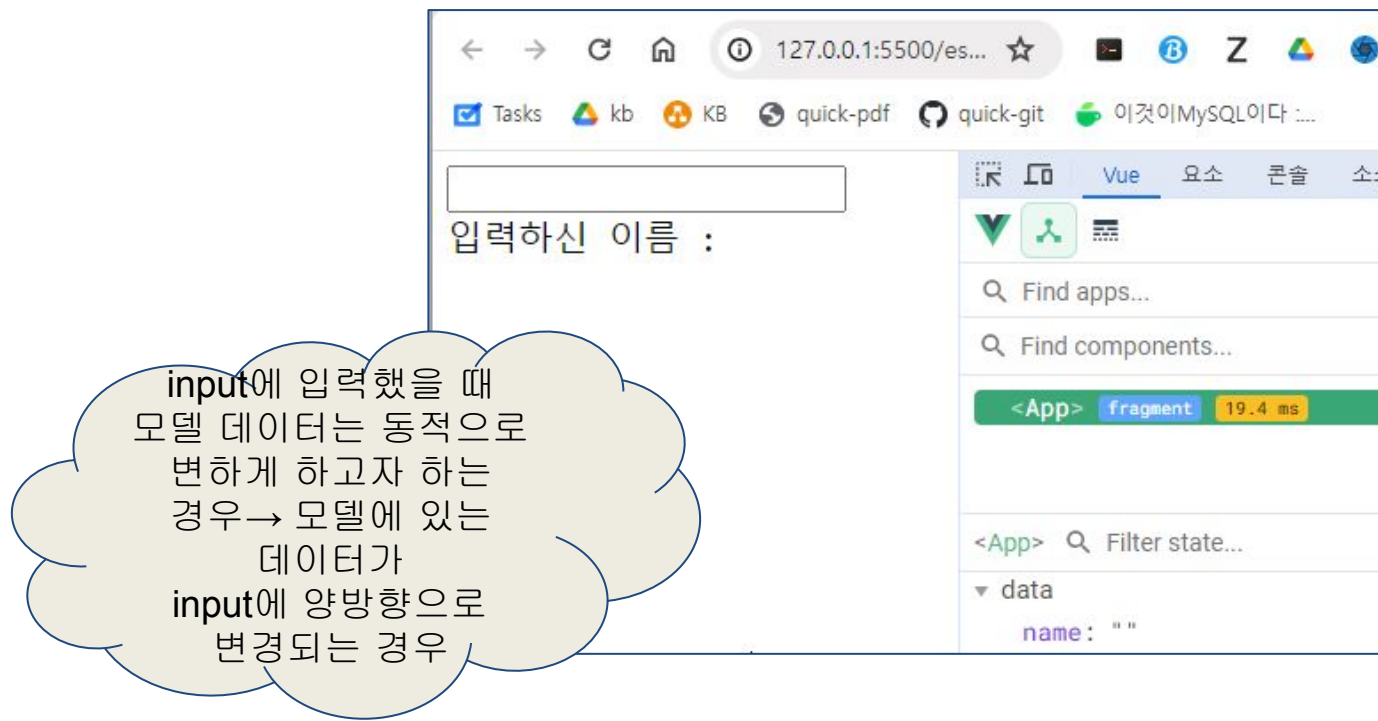 127.0.0.1:5500/es...
Z
Tasks kb KB quick-pdf quick-git 이것이MySQL이다 :...
Vue 요소 콘솔
입력하신 이름 :
Find apps...
Find components...
<App> fragment 19.4 ms
<App> Filter state...
data
name: ""
input에 입력했을 때
모델 데이터는 동적으로
변하게 하고자 하는
경우→ 모델에 있는
데이터가
input에 양방향으로
변경되는 경우